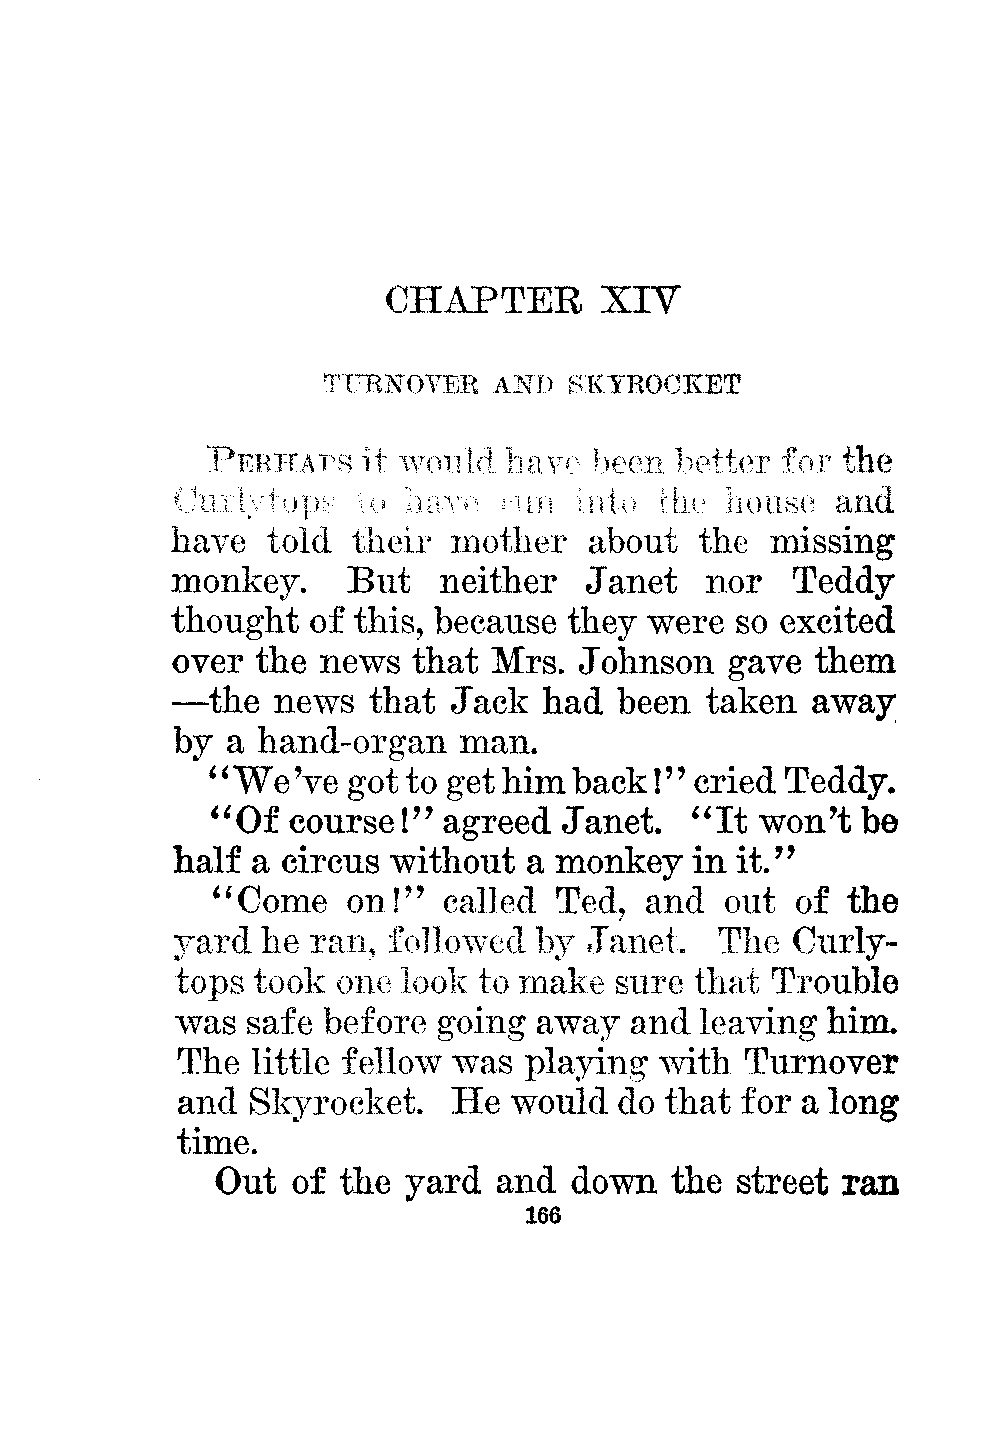 CHAPTER XIV
TURNOVER AND SKYROCKET
PERHAPS it would have been better for the
Curlytops to have run into the house and
have told their mother about the missing
monkey. But neither Janet nor Teddy
thought of this, because they were so excited
over the news that Mrs. Johnson gave them
—the news that Jack had been taken away
by a hand-organ man.
"We've got to get him back!" cried Teddy.
"Of course!" agreed Janet. "It won't be
half a circus without a monkey in it."
"Come on!" called Ted, and out of the
yard he ran, followed by Janet. The Curly-
tops took one look to make sure that Trouble
was safe before going away and leaving him.
The little fellow was playing with Turnover
and Skyrocket. He would do that for a long
time.
Out of the yard and down the street ran
166